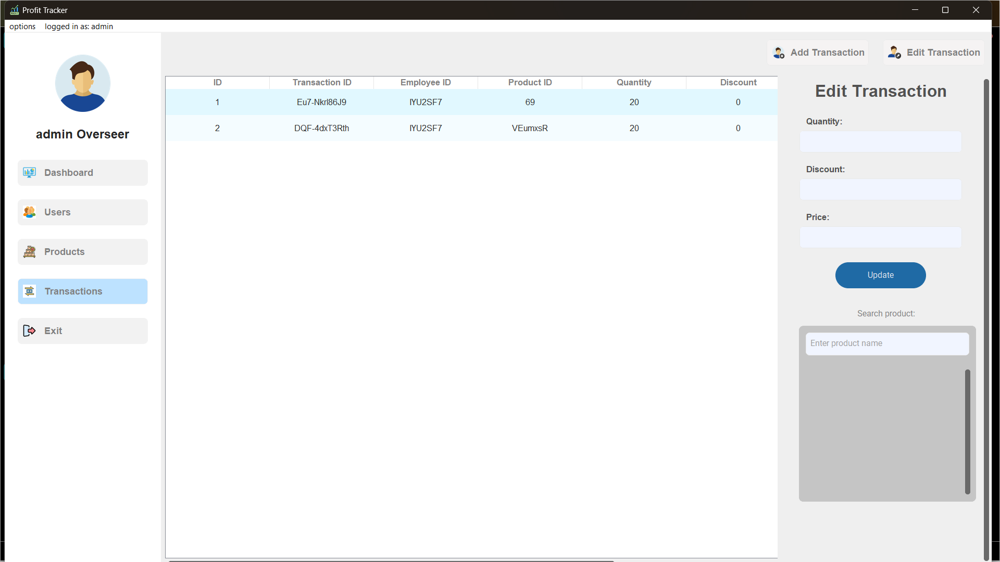 Profit Tracker
options logged in as: admin
admin Overseer
Dashboard
Users
Products
Transactions
Exit
Add Transaction Edit Transaction
ID Transaction ID Employee ID Product ID Quantity Discount
1 Eu7-Nkrl86J9 IYU2SF7 69 20 0
2 DQF-4dxT3Rth IYU2SF7 VEumxsR 20 0
Edit Transaction
Quantity:
Discount:
Price:
Update
Search product:
Enter product name